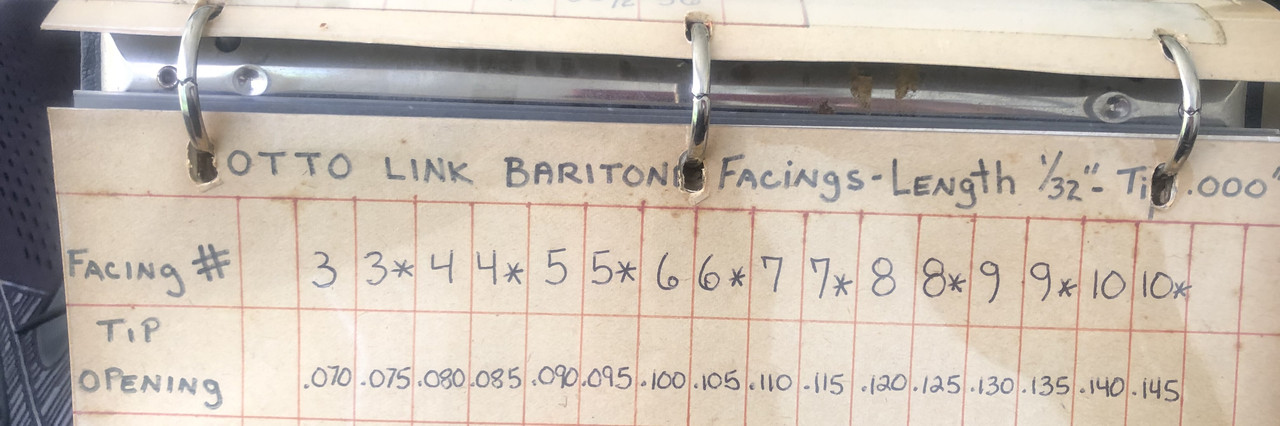 OTTO LINK BARITONE FACINGS - LENGTH 1/32" - TIP .000"
FACING # 3 3* 4 4* 5 5* 6 6* 7 7* 8 8* 9 9* 10 10*
TIP
OPENING .070 .075 .080 .085 .090 .095 .100 .105 .110 .115 .120 .125 .130 .135 .140 .145